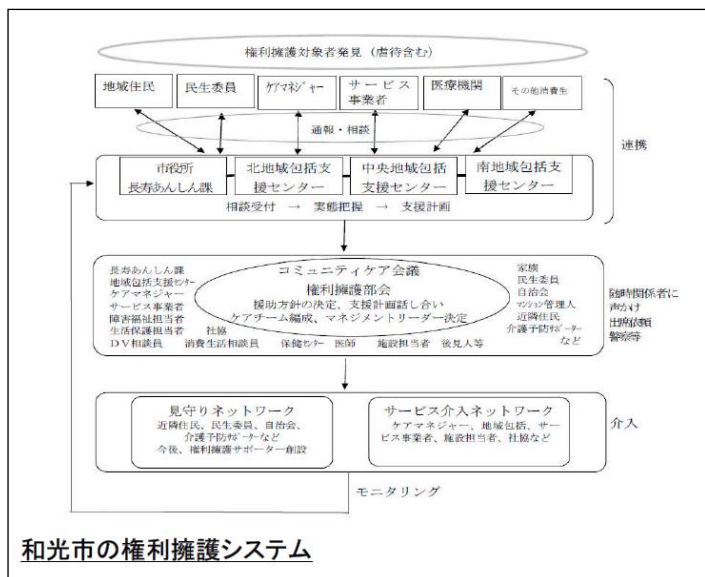 権利擁護対象者発見（虐待含む）
地域住民
民生委員
ケアマネジャー
サービス
事業者
医療機関
その他消費生
通報・相談
連携
市役所
長寿あんしん課
北地域包括支
援センター
中央地域包括
支援センター
南地域包括支
援センター
相談受付 → 実態把握 → 支援計画
コミュニティケア会議
権利擁護部会
援助方針の決定、支援計画話し合い
ケアチーム編成、マネジメントリーダー決定
長寿あんしん課
地域包括支援センター
ケアマネジャー
サービス事業者
障害福祉担当者
生活保護担当者 社協
DV相談員 消費生活相談員 保健センター 医師 施設担当者 後見人等
家族
民生委員
自治会
マンション管理人
近隣住民
介護予防サポーター
など
随時関係者に
声かけ
出席依頼
警察等
見守りネットワーク
近隣住民、民生委員、自治会、
介護予防サポーターなど
今後、権利擁護サポーター創設
サービス介入ネットワーク
ケアマネジャー、地域包括、サー
ビス事業者、施設担当者、社協など
介入
モニタリング
和光市の権利擁護システム